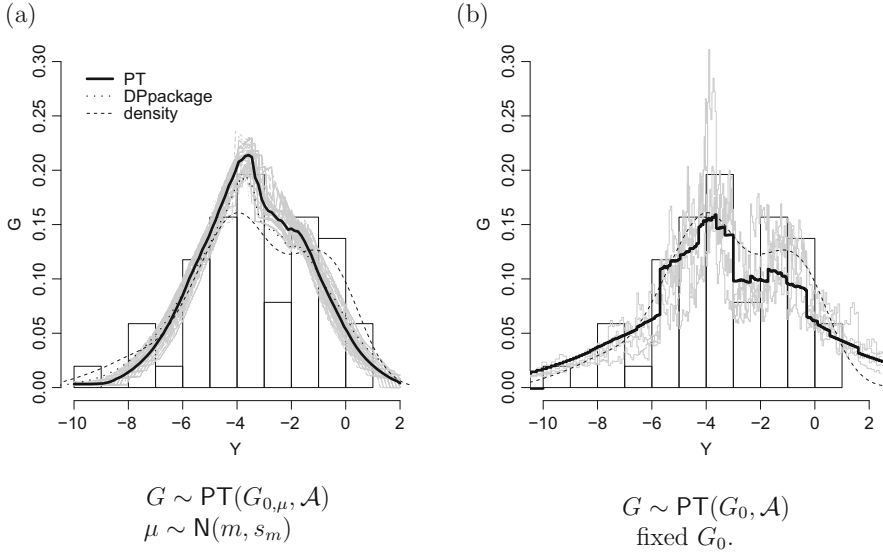 (a)
(b)
0.30
0.25
0.20
0.15
0.10
0.05
0.00
G
PT
DPpackage
density
−10 −8 −6 −4 −2 0 2
Y
0.30
0.25
0.20
0.15
0.10
0.05
0.00
G
−10 −8 −6 −4 −2 0 2
Y
G ∼ PT(G₀,μ, 𝒜)
μ ∼ N(m, sₘ)
G ∼ PT(G₀, 𝒜)
fixed G₀.